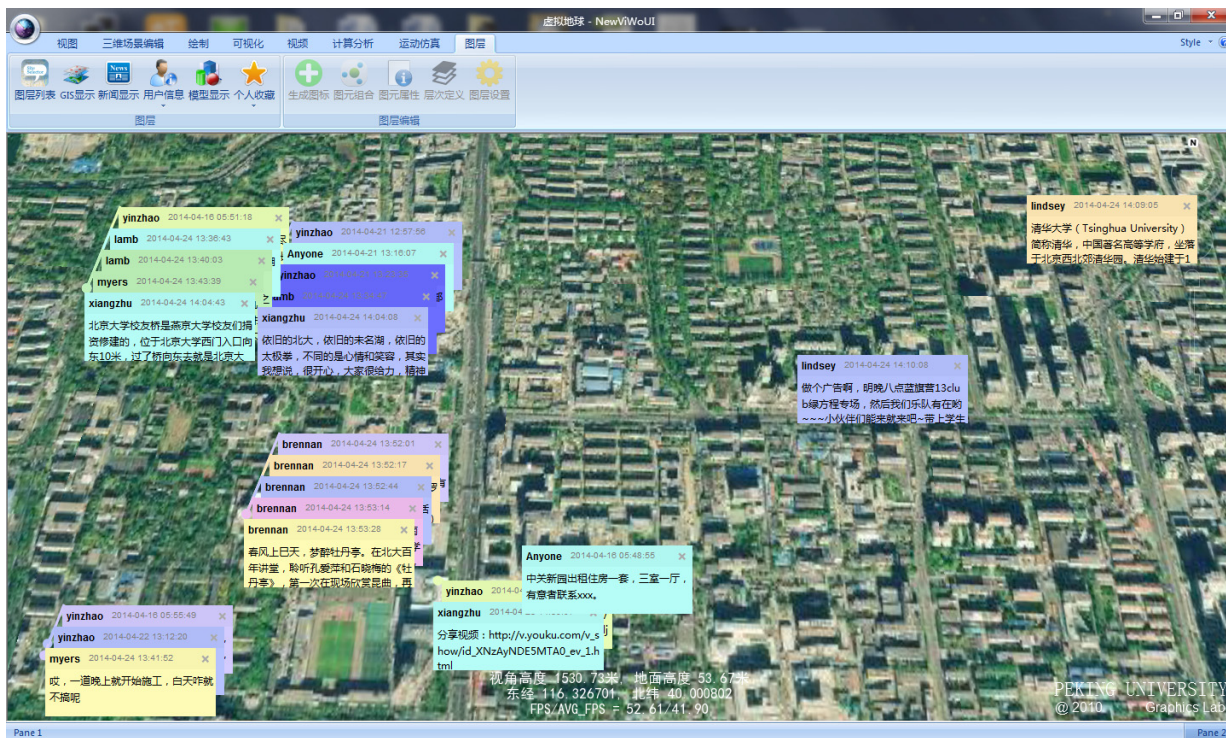 虚拟地球 - NewViWoUI
视图 三维场景编辑 绘制 可视化 视频 计算分析 运动仿真 图层
Style
图层列表 GIS显示 新闻显示 用户信息 模型显示 个人收藏 生成图标 图元组合 图元属性 层次定义 图层设置
图层 图层编辑
N
yinzhao 2014-04-16 05:51:18
lamb 2014-04-24 13:36:43
lamb 2014-04-24 13:40:03
myers 2014-04-24 13:43:39
xiangzhu 2014-04-24 14:04:43
北京大学校友桥是燕京大学校友们捐
资修建的，位于北京大学西门入口向
东10米，过了桥向东去就是北京大
yinzhao 2014-04-21 12:57:56
Anyone 2014-04-21 13:16:07
yinzhao
lamb
xiangzhu 2014-04-24 14:04:08
依旧的北大，依旧的未名湖，依旧的
太极拳，不同的是心情和笑容，其实
我想说，很开心，大家很给力，精神
lindsey 2014-04-24 14:09:05
清华大学（Tsinghua University）
简称清华，中国著名高等学府，坐落
于北京西北郊清华园。清华始建于1
lindsey 2014-04-24 14:10:08
做个广告啊，明晚八点蓝旗营13clu
b缘方程专场，然后我们乐队有在哟
~~~小伙伴们能来就来吧~带上学生
brennan 2014-04-24 13:52:01
brennan 2014-04-24 13:52:17
brennan 2014-04-24 13:52:44
brennan 2014-04-24 13:53:14
brennan 2014-04-24 13:53:28
春风上巳天，梦醉牡丹亭。在北大百
年讲堂，聆听孔爱萍和石晓梅的《牡
丹亭》，第一次在现场欣赏昆曲，再
Anyone 2014-04-16 05:48:55
中关新园出租住房一套，三室一厅，
有意者联系xxx。
yinzhao
xiangzhu
分享视频：http://v.youku.com/v_s
how/id_XNzAyNDE5MTA0_ev_1.h
tml
yinzhao 2014-04-16 05:55:49
yinzhao 2014-04-22 13:12:20
myers 2014-04-24 13:41:52
哎，一道晚上就开始施工，白天咋就
不搞呢
视角高度 1530.73米, 地面高度 53.67米
东经 116.326701, 北纬 40.000802
FPS/AVG_FPS = 52.61/41.90
PEKING UNIVERSITY
@ 2010 Graphics Lab
Pane 1 Pane 2